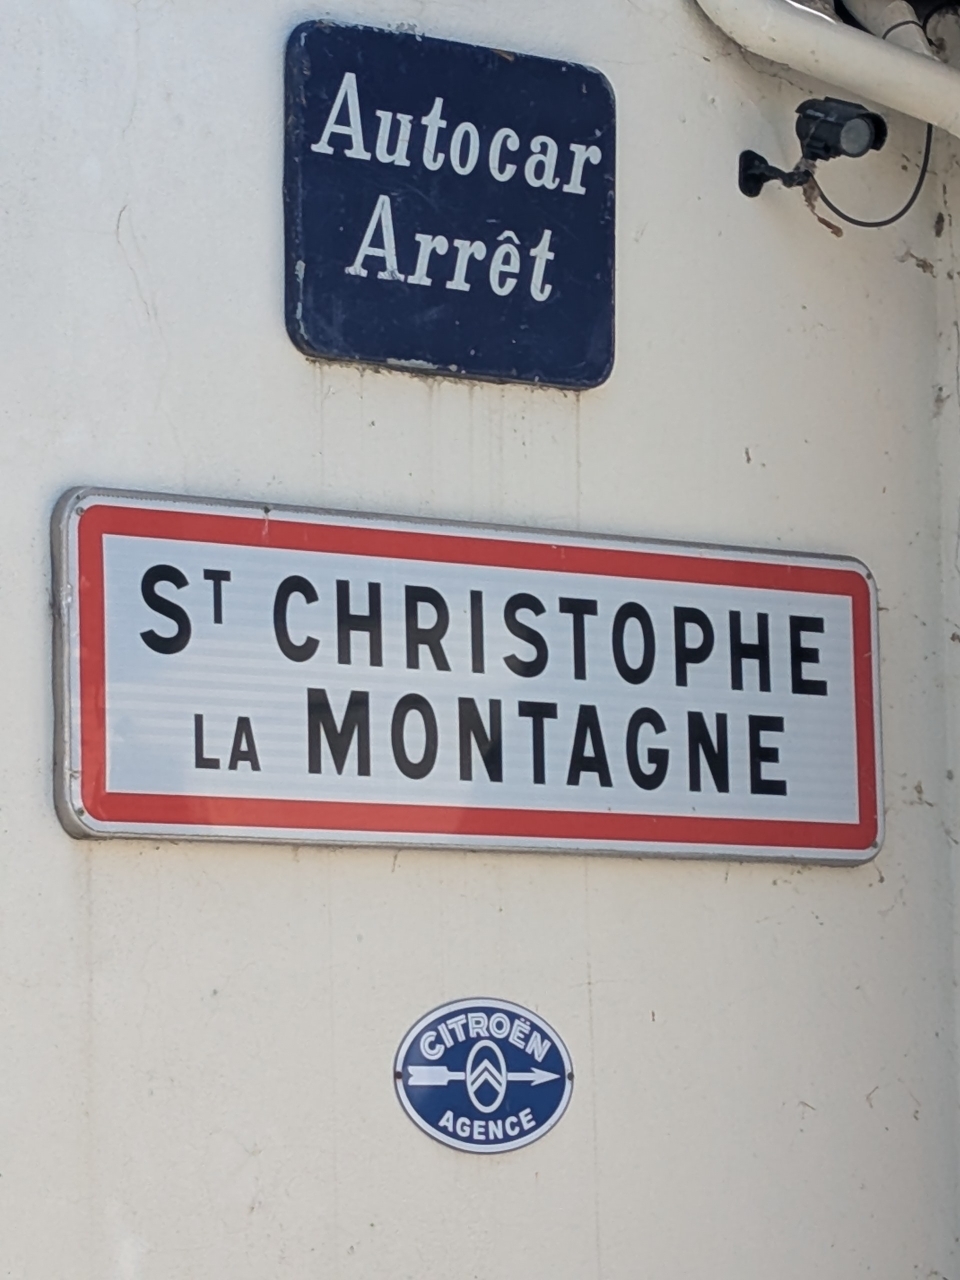 Autocar
Arrêt
ST CHRISTOPHE
LA MONTAGNE
CITROËN
AGENCE